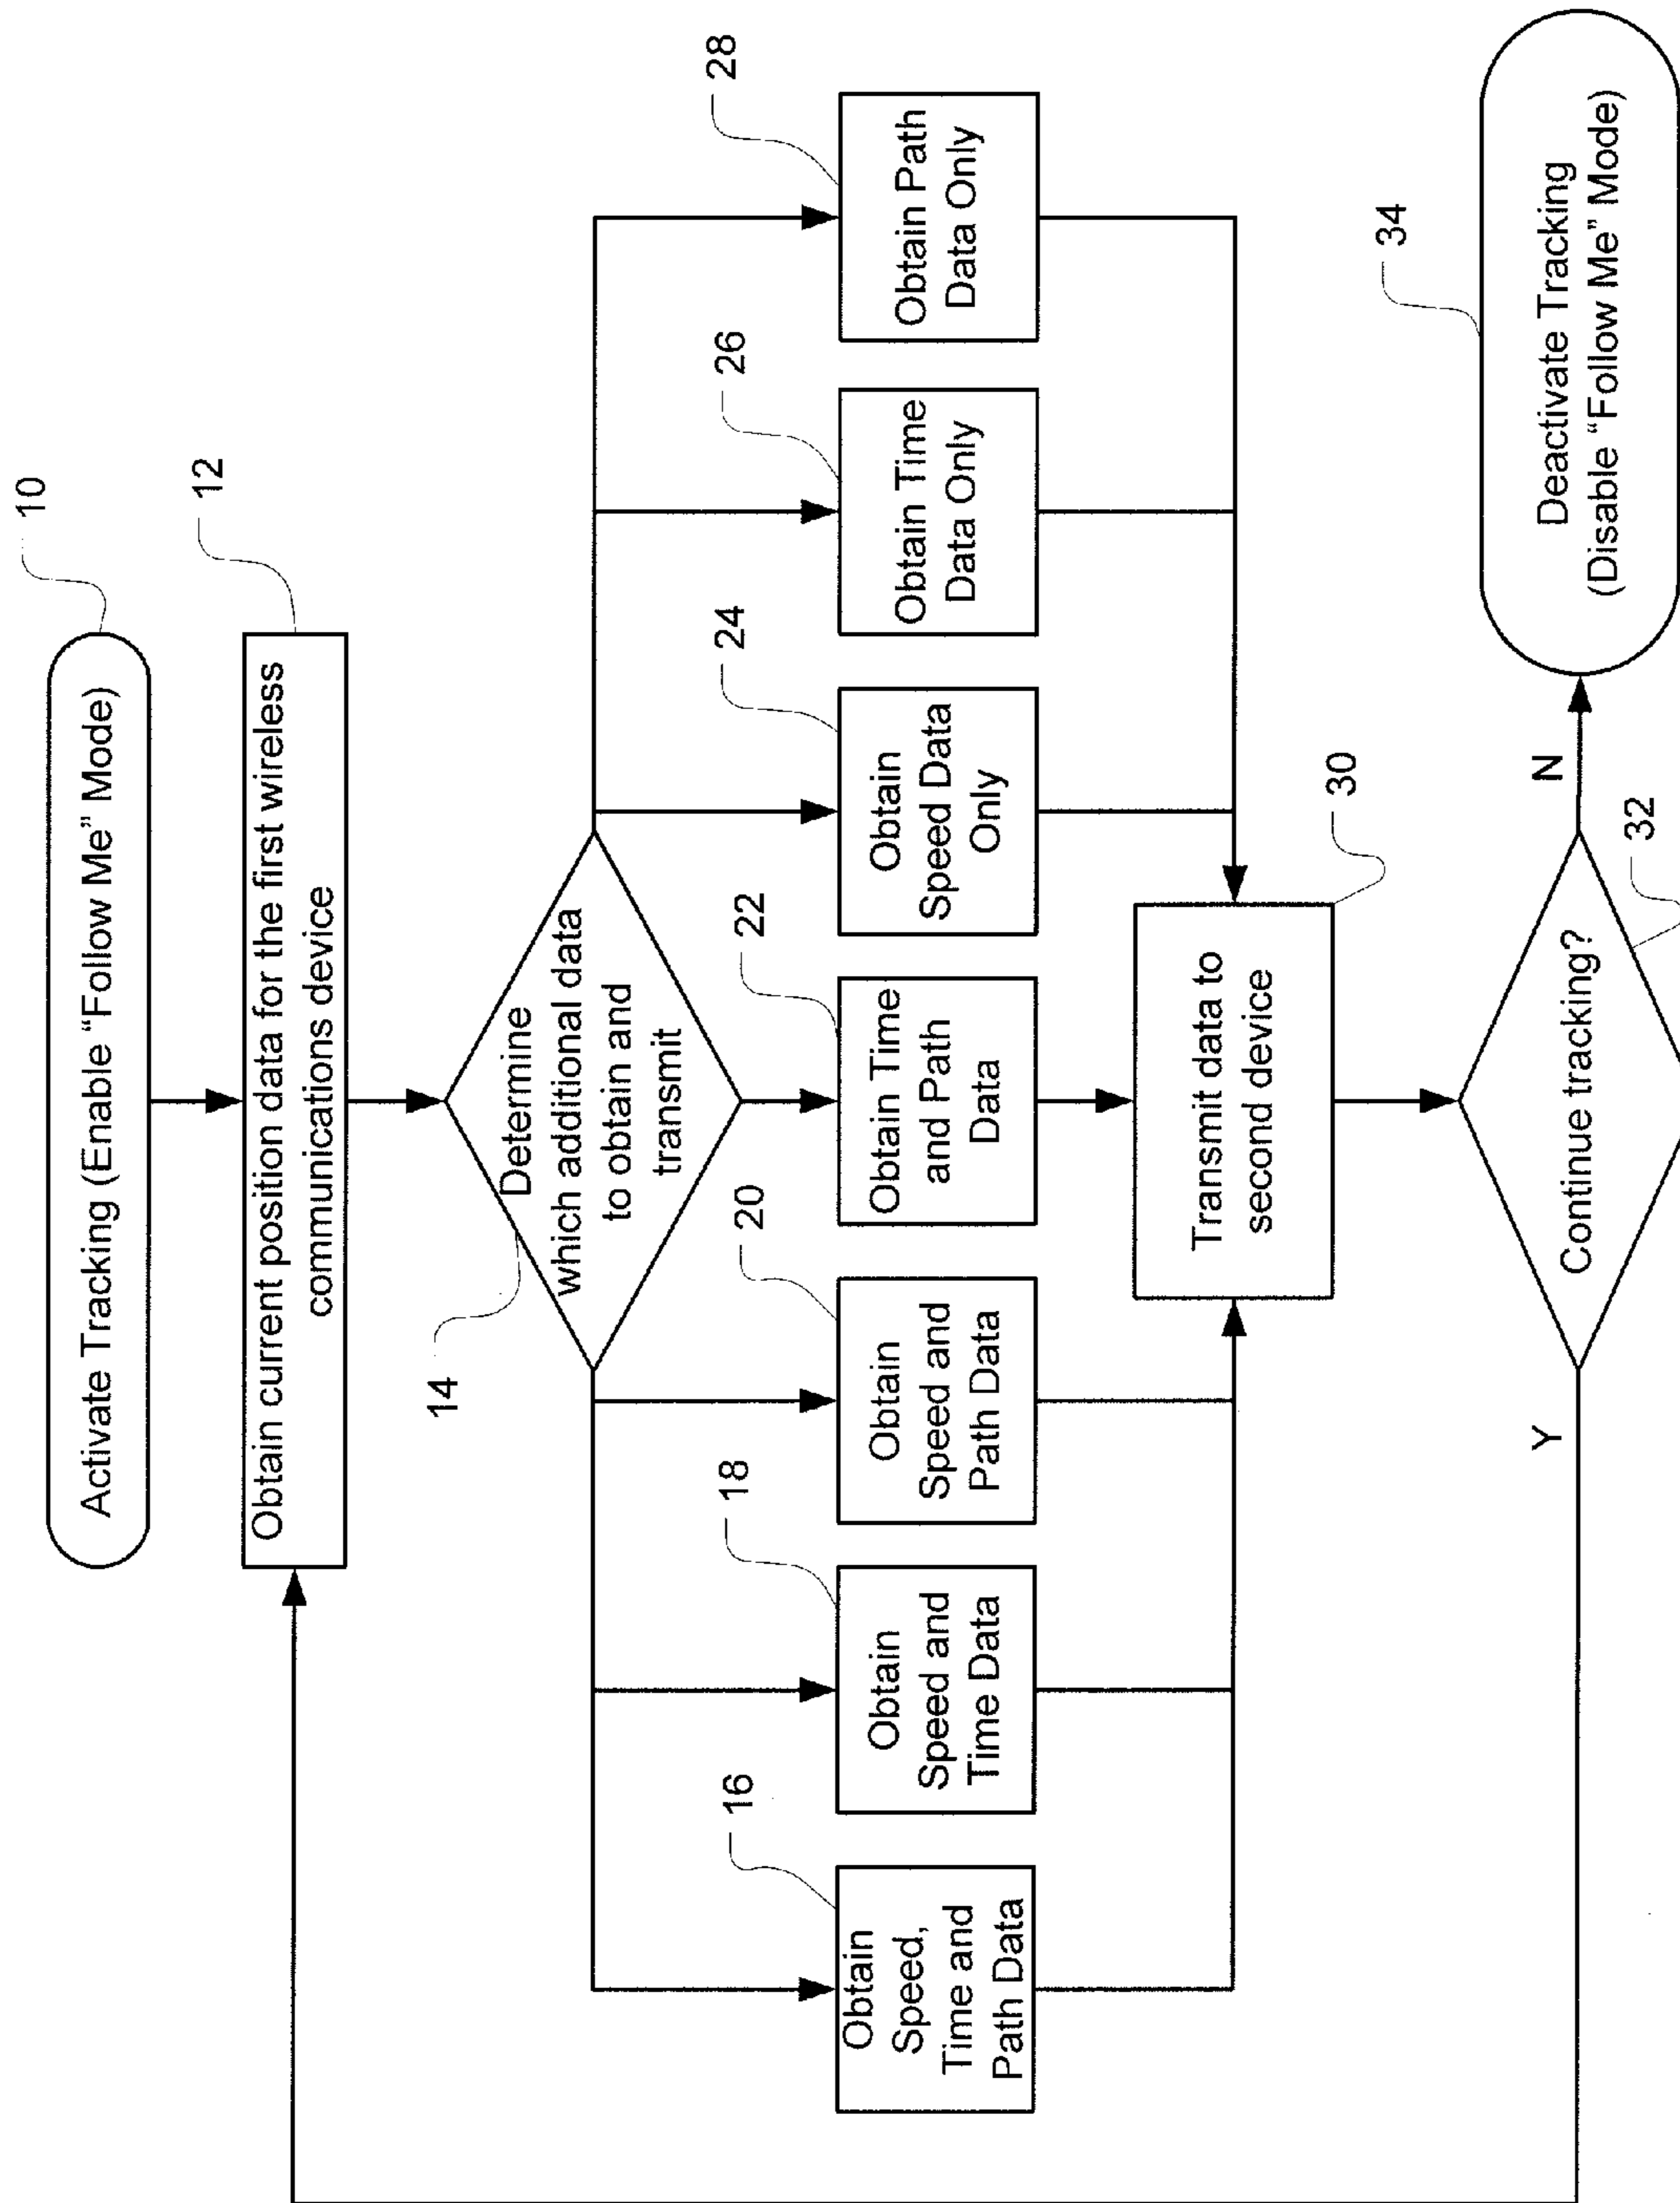 Activate Tracking (Enable “Follow Me” Mode)
10
Obtain current position data for the first wireless
communications device
12
Determine
which additional data
to obtain and
transmit
14
Obtain
Speed,
Time and
Path Data
16
Obtain
Speed and
Time Data
18
Obtain
Speed and
Path Data
20
Obtain Time
and Path
Data
22
Obtain
Speed Data
Only
24
Obtain Time
Data Only
26
Obtain Path
Data Only
28
Transmit data to
second device
30
Continue tracking?
32
Y
N
Deactivate Tracking
(Disable “Follow Me” Mode)
34